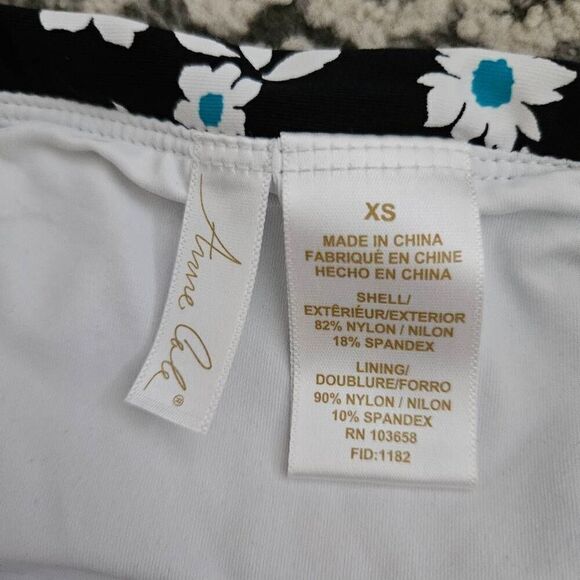 Anne Cole®
XS
MADE IN CHINA
FABRIQUÉ EN CHINE
HECHO EN CHINA
SHELL/
EXTÊRIEUR/EXTERIOR
82% NYLON / NILON
18% SPANDEX
LINING/
DOUBLURE/FORRO
90% NYLON / NILON
10% SPANDEX
RN 103658
FID:1182